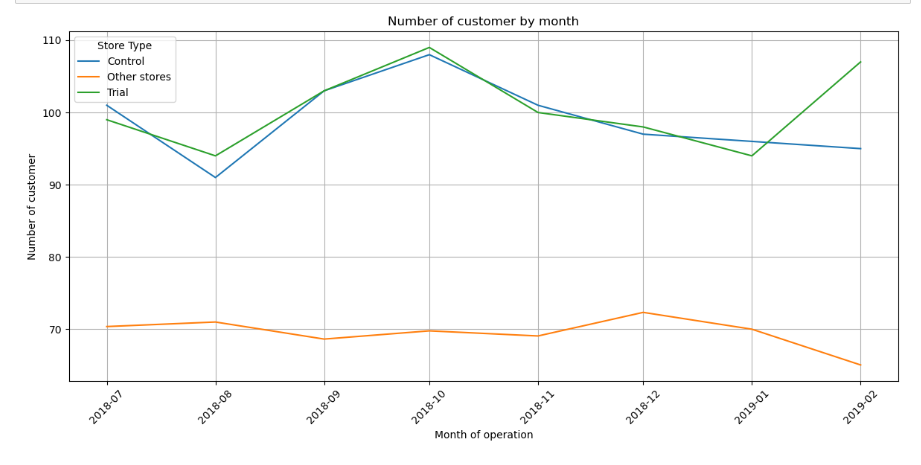 Number of customer by month
Store Type
Control
Other stores
Trial
110
100
90
80
70
Number of customer
2018-07
2018-08
2018-09
2018-10
2018-11
2018-12
2019-01
2019-02
Month of operation